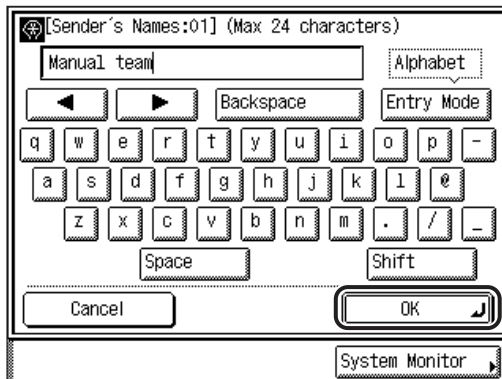 [Sender's Names:01] (Max 24 characters)
Manual team
Alphabet
◀ ▶ Backspace Entry Mode
q w e r t y u i o p -
a s d f g h j k l @
z x c v b n m . / _
Space Shift
Cancel OK
System Monitor